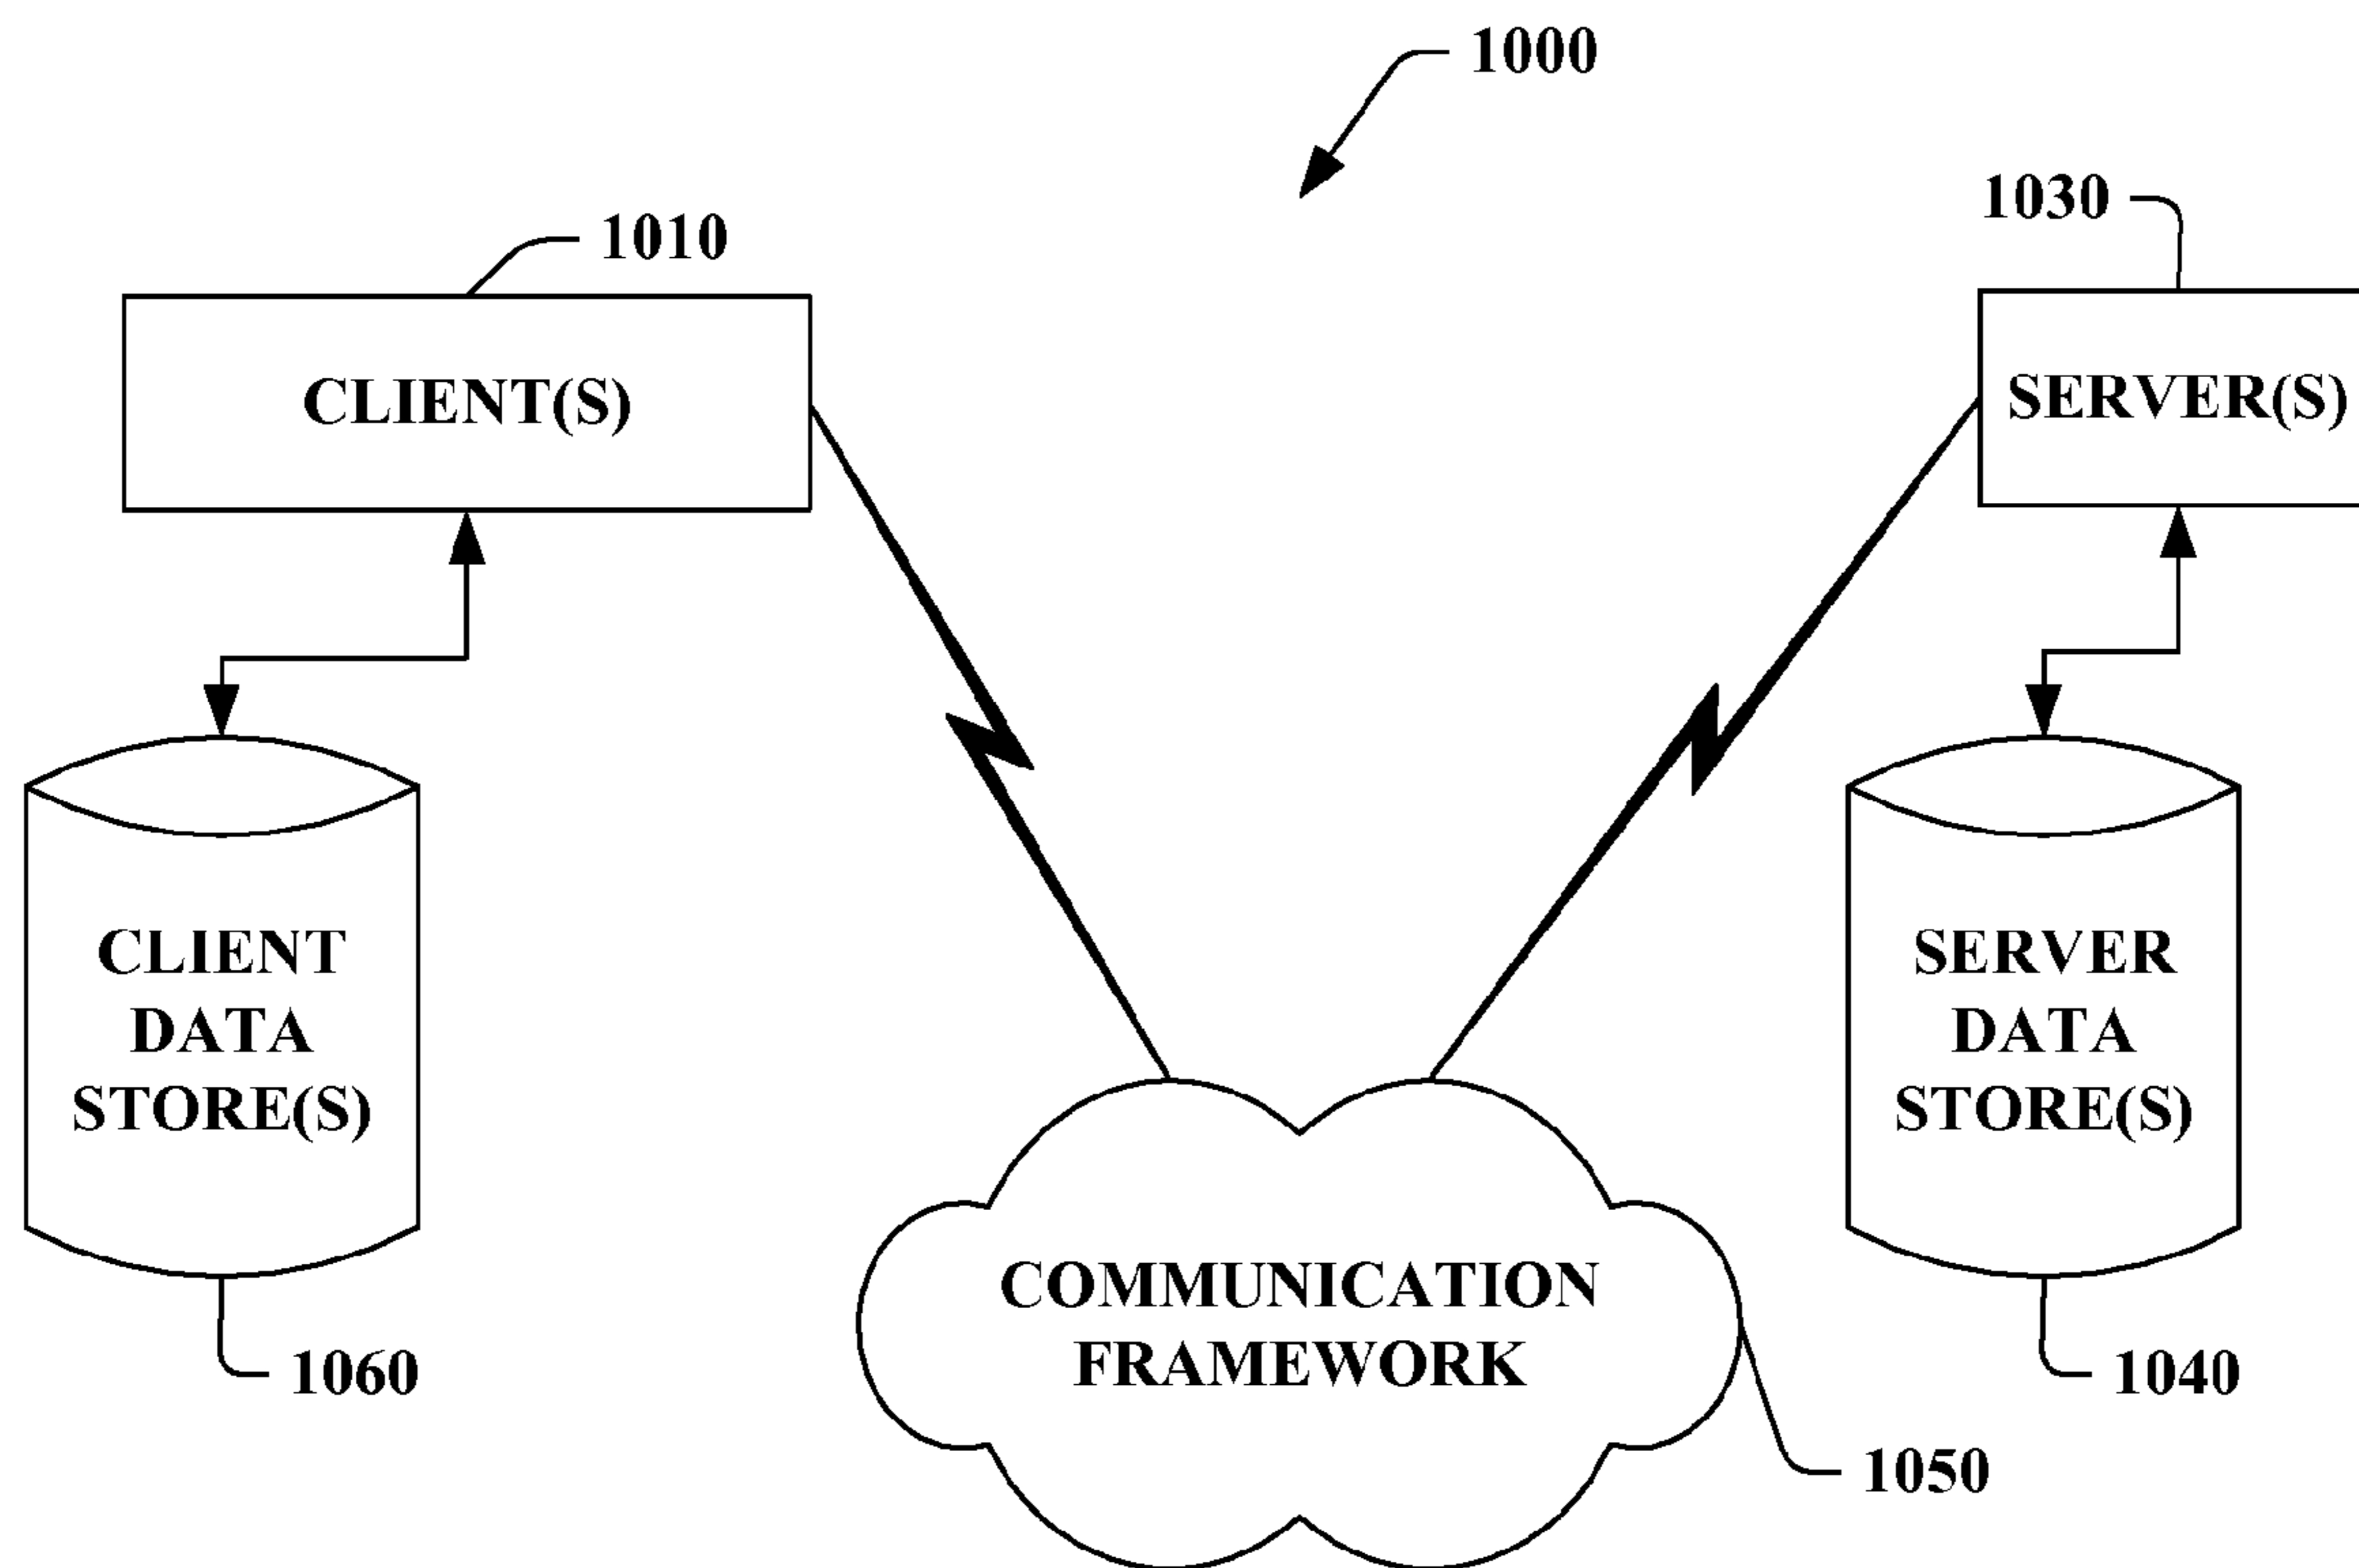 1000
1010
1030
CLIENT(S)
SERVER(S)
CLIENT
DATA
STORE(S)
SERVER
DATA
STORE(S)
COMMUNICATION
FRAMEWORK
1060
1040
1050